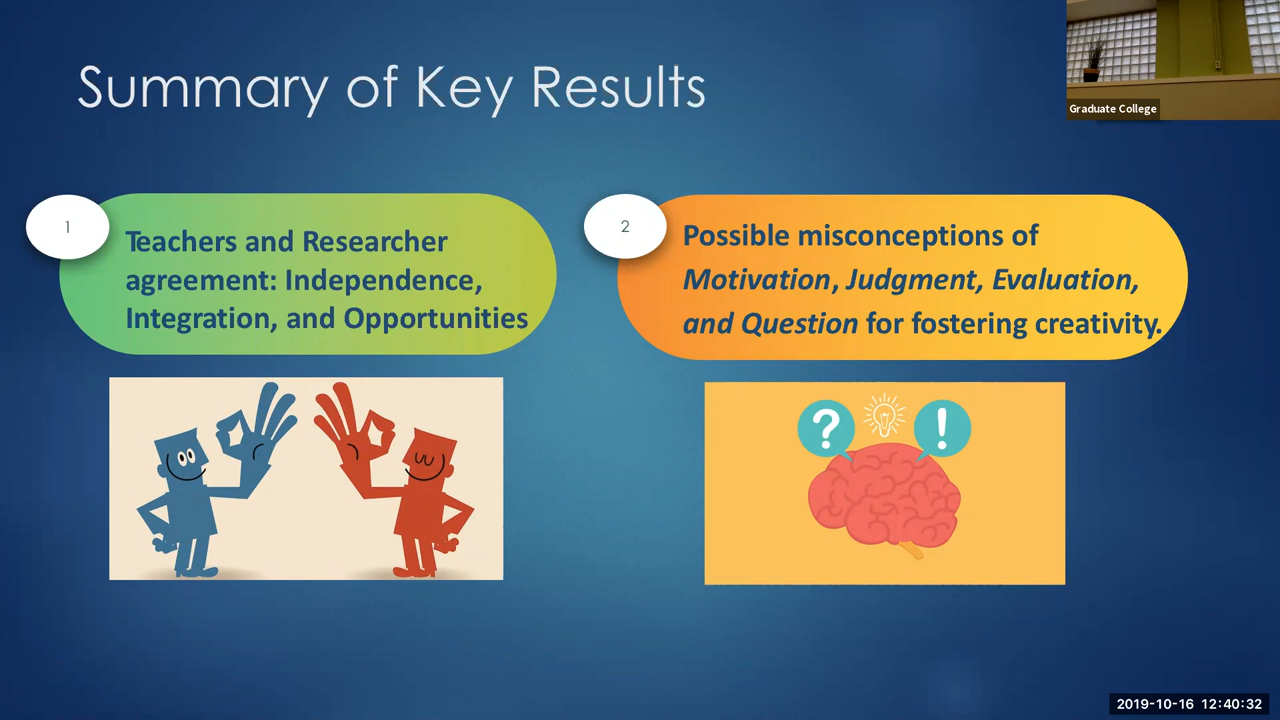 Summary of Key Results
Graduate College
1
Teachers and Researcher
agreement: Independence,
Integration, and Opportunities
2
Possible misconceptions of
Motivation, Judgment, Evaluation,
and Question for fostering creativity.
?
!
2019-10-16 12:40:32